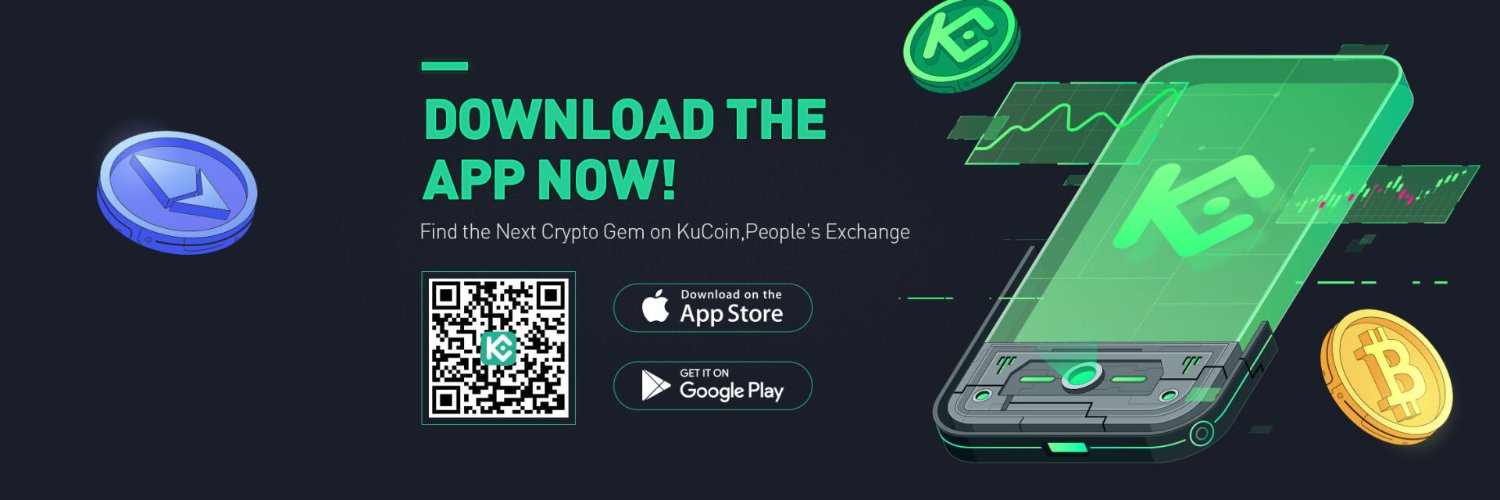 DOWNLOAD THE
APP NOW!
Find the Next Crypto Gem on KuCoin,People's Exchange
Download on the
App Store
GET IT ON
Google Play